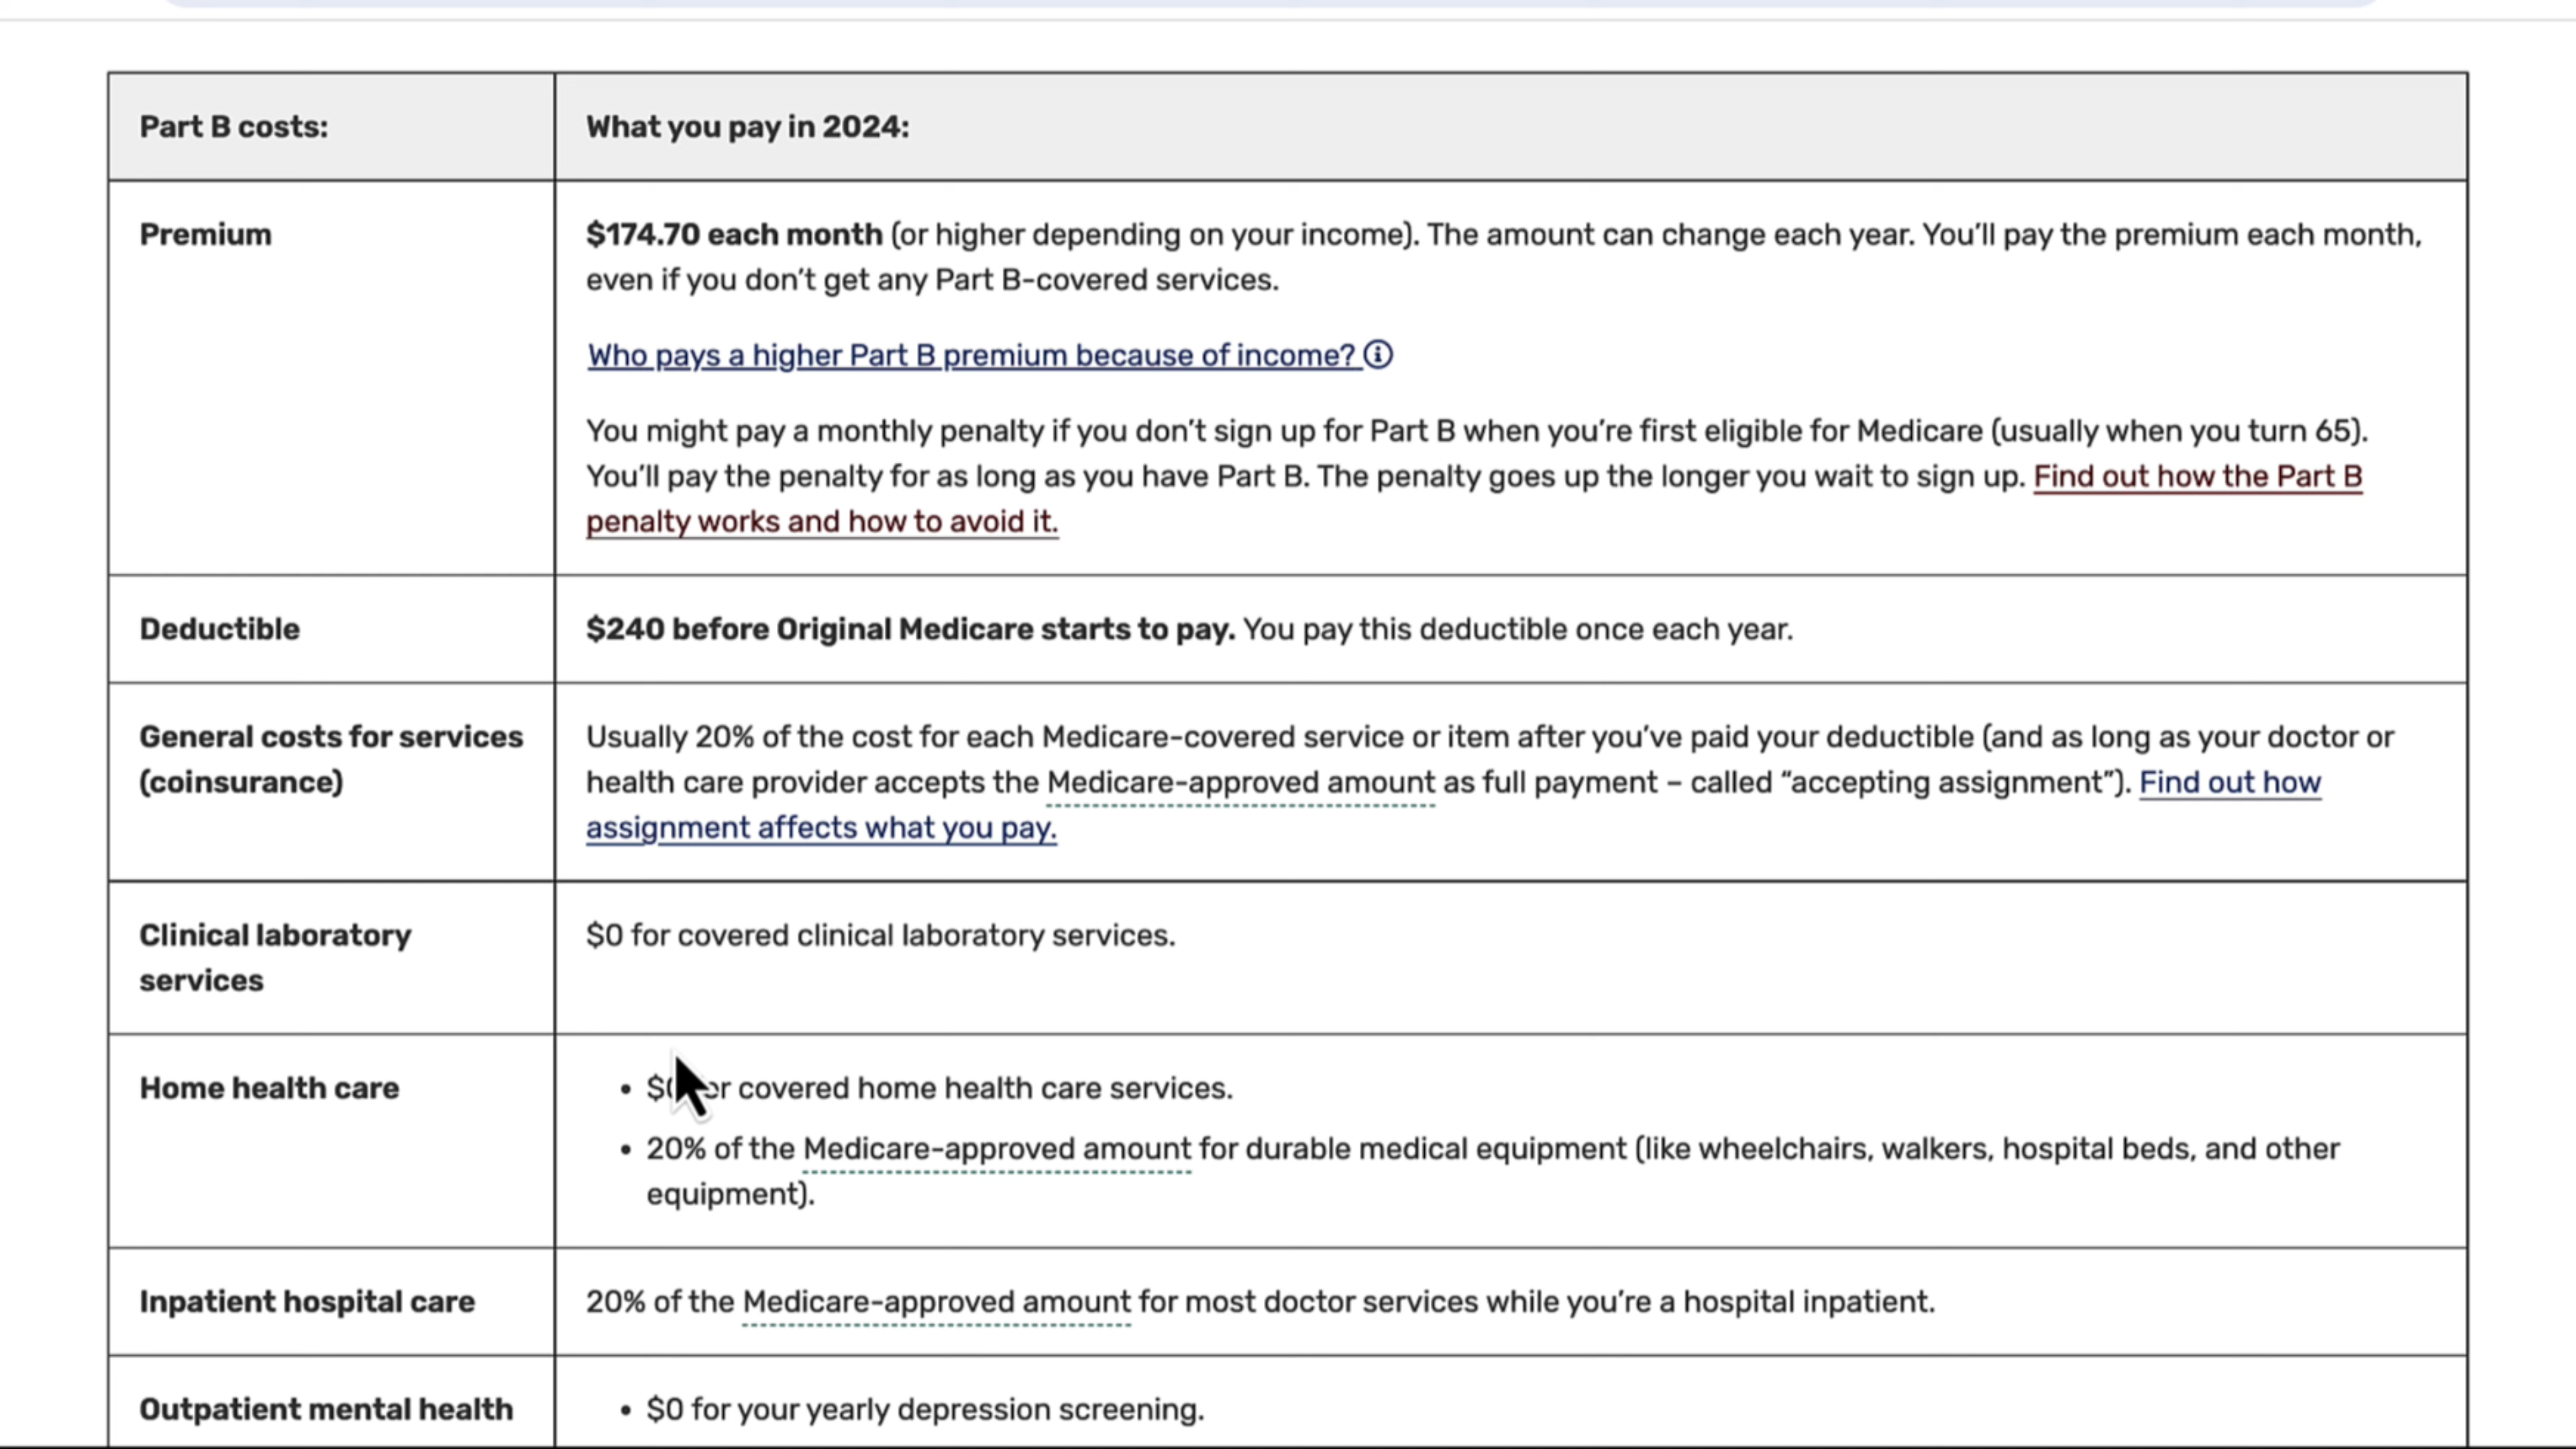 Part B costs:
What you pay in 2024:
Premium
$174.70 each month (or higher depending on your income). The amount can change each year. You’ll pay the premium each month,
even if you don’t get any Part B-covered services.
Who pays a higher Part B premium because of income?
You might pay a monthly penalty if you don’t sign up for Part B when you’re first eligible for Medicare (usually when you turn 65).
You’ll pay the penalty for as long as you have Part B. The penalty goes up the longer you wait to sign up. Find out how the Part B
penalty works and how to avoid it.
Deductible
$240 before Original Medicare starts to pay. You pay this deductible once each year.
General costs for services
(coinsurance)
Usually 20% of the cost for each Medicare-covered service or item after you’ve paid your deductible (and as long as your doctor or
health care provider accepts the Medicare-approved amount as full payment – called “accepting assignment”). Find out how
assignment affects what you pay.
Clinical laboratory
services
$0 for covered clinical laboratory services.
Home health care
• covered home health care services.
• 20% of the Medicare-approved amount for durable medical equipment (like wheelchairs, walkers, hospital beds, and other
equipment).
Inpatient hospital care
20% of the Medicare-approved amount for most doctor services while you’re a hospital inpatient.
Outpatient mental health
• $0 for your yearly depression screening.